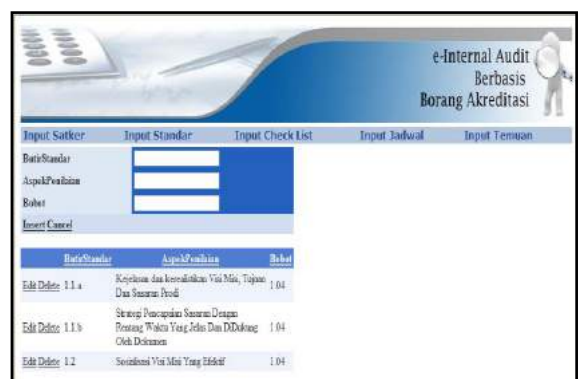 e-Internal Audit
Berbasis
Borang Akreditasi
Input Satker Input Standar Input Check List Input Jadwal Input Temuan
ButirStandar
AspekPenilaian
Bobot
Insert Cancel
ButirStandar AspekPenilaian Bobot
Edit Delete 1.1.a Kejelasan dan kerealistikan Visi Misi, Tujuan
Dan Sasaran Prodi 1.04
Strategi Pencapaian Sasaran Dengan
Edit Delete 1.1.b Rentang Waktu Yang Jelas Dan DiDukung 1.04
Oleh Dokumen
Edit Delete 1.2 Sosialisasi Visi Misi Yang Efektif 1.04